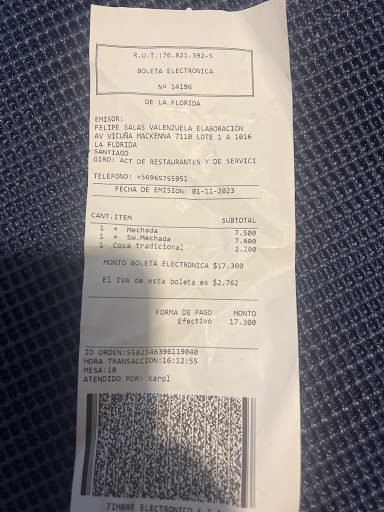 R.U.T.:76.821.392-5
BOLETA ELECTRONICA
Nº 14196
DE LA FLORIDA
EMISOR:
FELIPE SALAS VALENZUELA ELABORACIÓN
AV VICUÑA MACKENNA 7110 LOTE 1 A 1016
LA FLORIDA
SANTIAGO
GIRO: ACT DE RESTAURANTES Y DE SERVICI
TELEFONO: +56965755951
FECHA DE EMISION: 01-11-2023
CANT.ITEM SUBTOTAL
1 + Mechada 7.500
1 + SW.Mechada 7.600
1 Coca tradicional 2.200
MONTO BOLETA ELECTRONICA $17.300
El IVA de esta boleta es $2.762
FORMA DE PAGO MONTO
Efectivo 17.300
ID ORDEN:5502546396119040
HORA TRANSACCION:16:12:55
MESA:18
ATENDIDO POR: Karol
TIMBRE ELECTRONICO